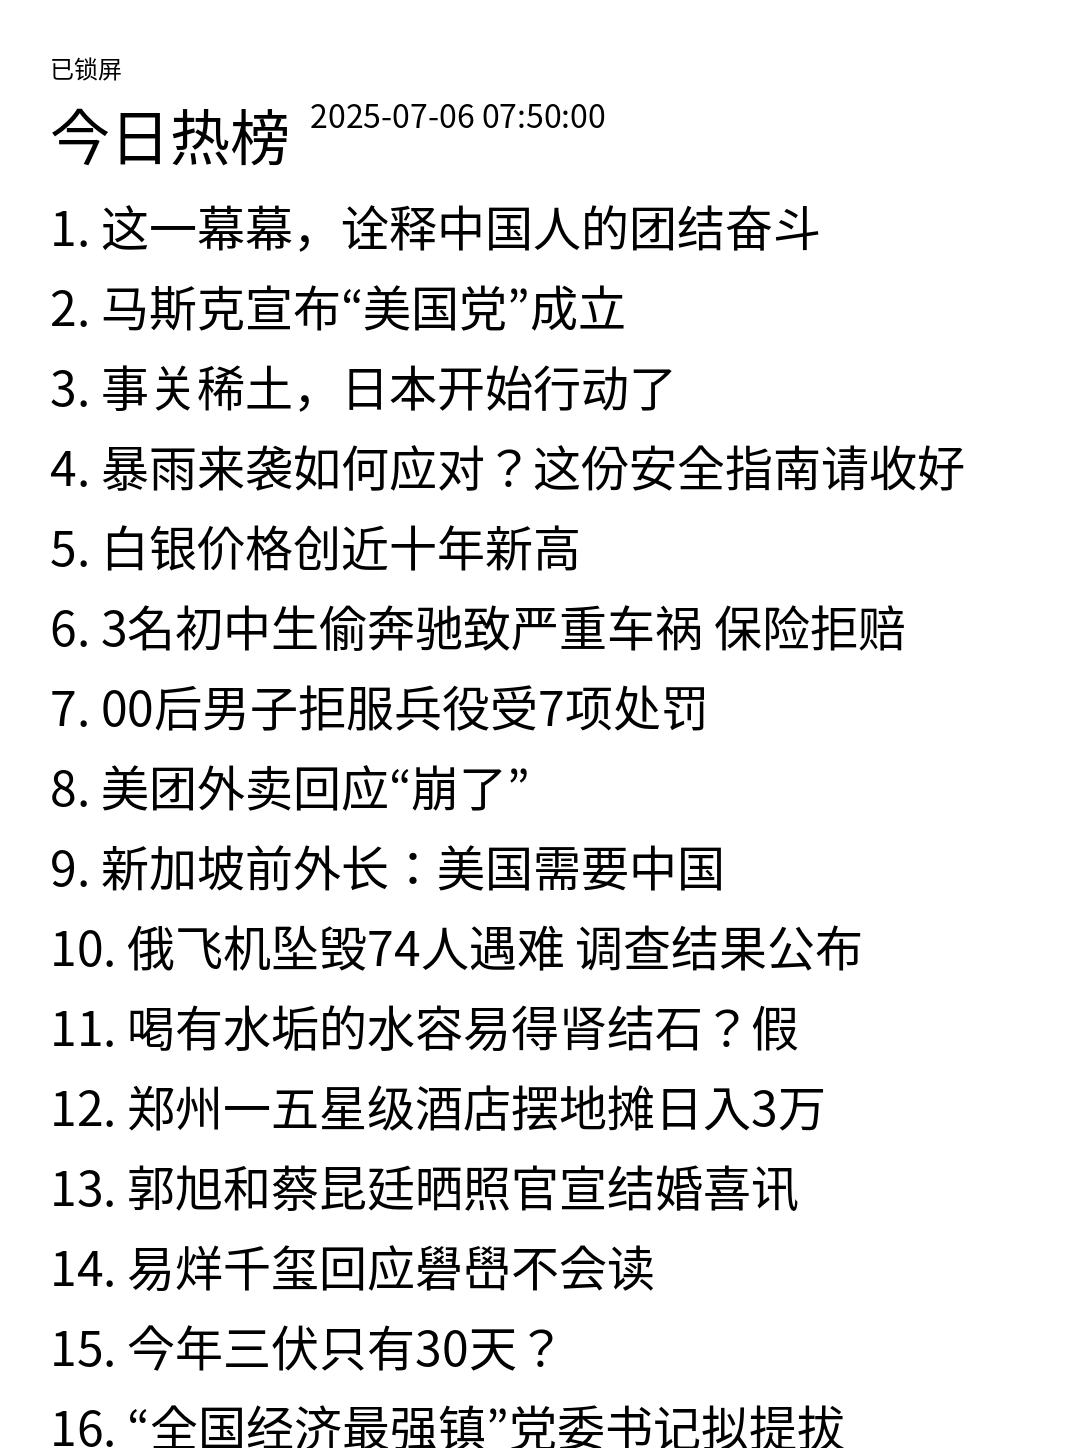 已锁屏
今日热榜 2025-07-06 07:50:00
1. 这一幕幕，诠释中国人的团结奋斗
2. 马斯克宣布“美国党”成立
3. 事关稀土，日本开始行动了
4. 暴雨来袭如何应对？这份安全指南请收好
5. 白银价格创近十年新高
6. 3名初中生偷奔驰致严重车祸 保险拒赔
7. 00后男子拒服兵役受7项处罚
8. 美团外卖回应“崩了”
9. 新加坡前外长：美国需要中国
10. 俄飞机坠毁74人遇难 调查结果公布
11. 喝有水垢的水容易得肾结石？假
12. 郑州一五星级酒店摆地摊日入3万
13. 郭旭和蔡昆廷晒照官宣结婚喜讯
14. 易烊千玺回应礐嶨不会读
15. 今年三伏只有30天？
16. “全国经济最强镇”党委书记拟提拔